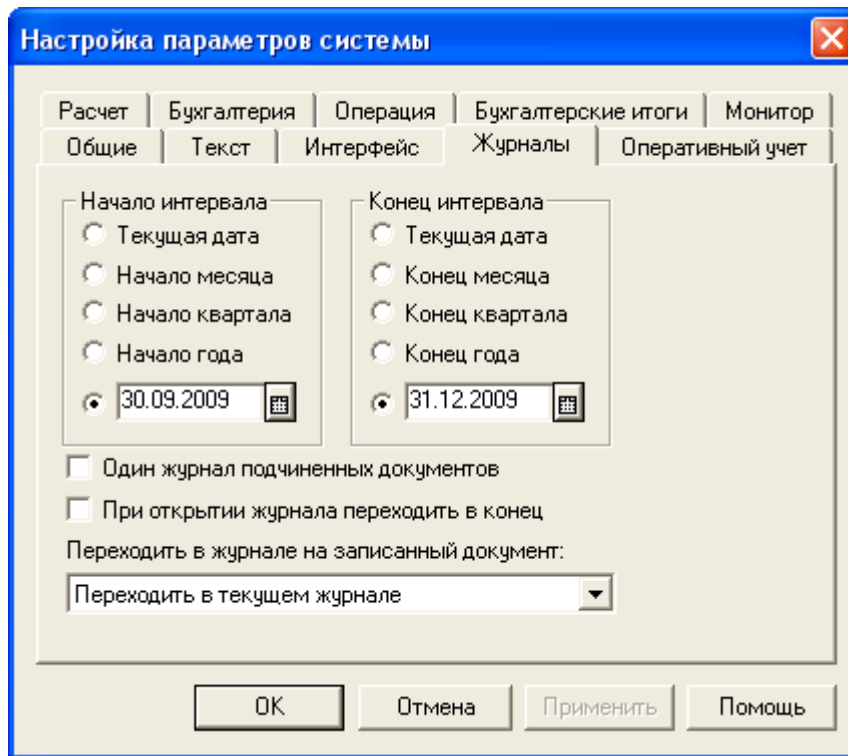 Настройка параметров системы
Расчет Бухгалтерия Операция Бухгалтерские итоги Монитор
Общие Текст Интерфейс Журналы Оперативный учет
Начало интервала
Текущая дата
Начало месяца
Начало квартала
Начало года
30.09.2009
Конец интервала
Текущая дата
Конец месяца
Конец квартала
Конец года
31.12.2009
Один журнал подчиненных документов
При открытии журнала переходить в конец
Переходить в журнале на записанный документ:
Переходить в текущем журнале
OK Отмена Применить Помощь